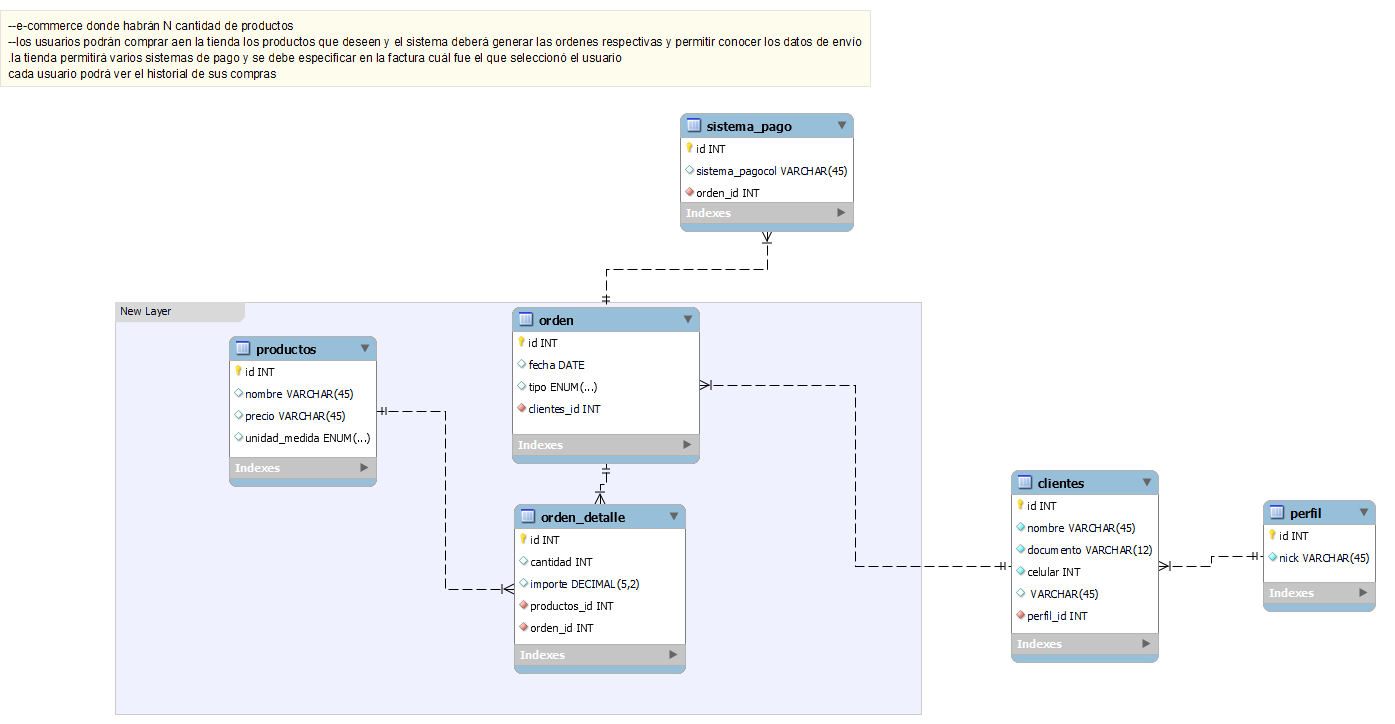 --e-commerce donde habrán N cantidad de productos
--los usuarios podrán comprar aen la tienda los productos que deseen y el sistema deberá generar las ordenes respectivas y permitir conocer los datos de envío
.la tienda permitirá varios sistemas de pago y se debe especificar en la factura cuál fue el que seleccionó el usuario
cada usuario podrá ver el historial de sus compras
sistema_pago
id INT
sistema_pagocol VARCHAR(45)
orden_id INT
Indexes
New Layer
productos
id INT
nombre VARCHAR(45)
precio VARCHAR(45)
unidad_medida ENUM(...)
Indexes
orden
id INT
fecha DATE
tipo ENUM(...)
clientes_id INT
Indexes
orden_detalle
id INT
cantidad INT
importe DECIMAL(5,2)
productos_id INT
orden_id INT
Indexes
clientes
id INT
nombre VARCHAR(45)
documento VARCHAR(12)
celular INT
VARCHAR(45)
perfil_id INT
Indexes
perfil
id INT
nick VARCHAR(45)
Indexes